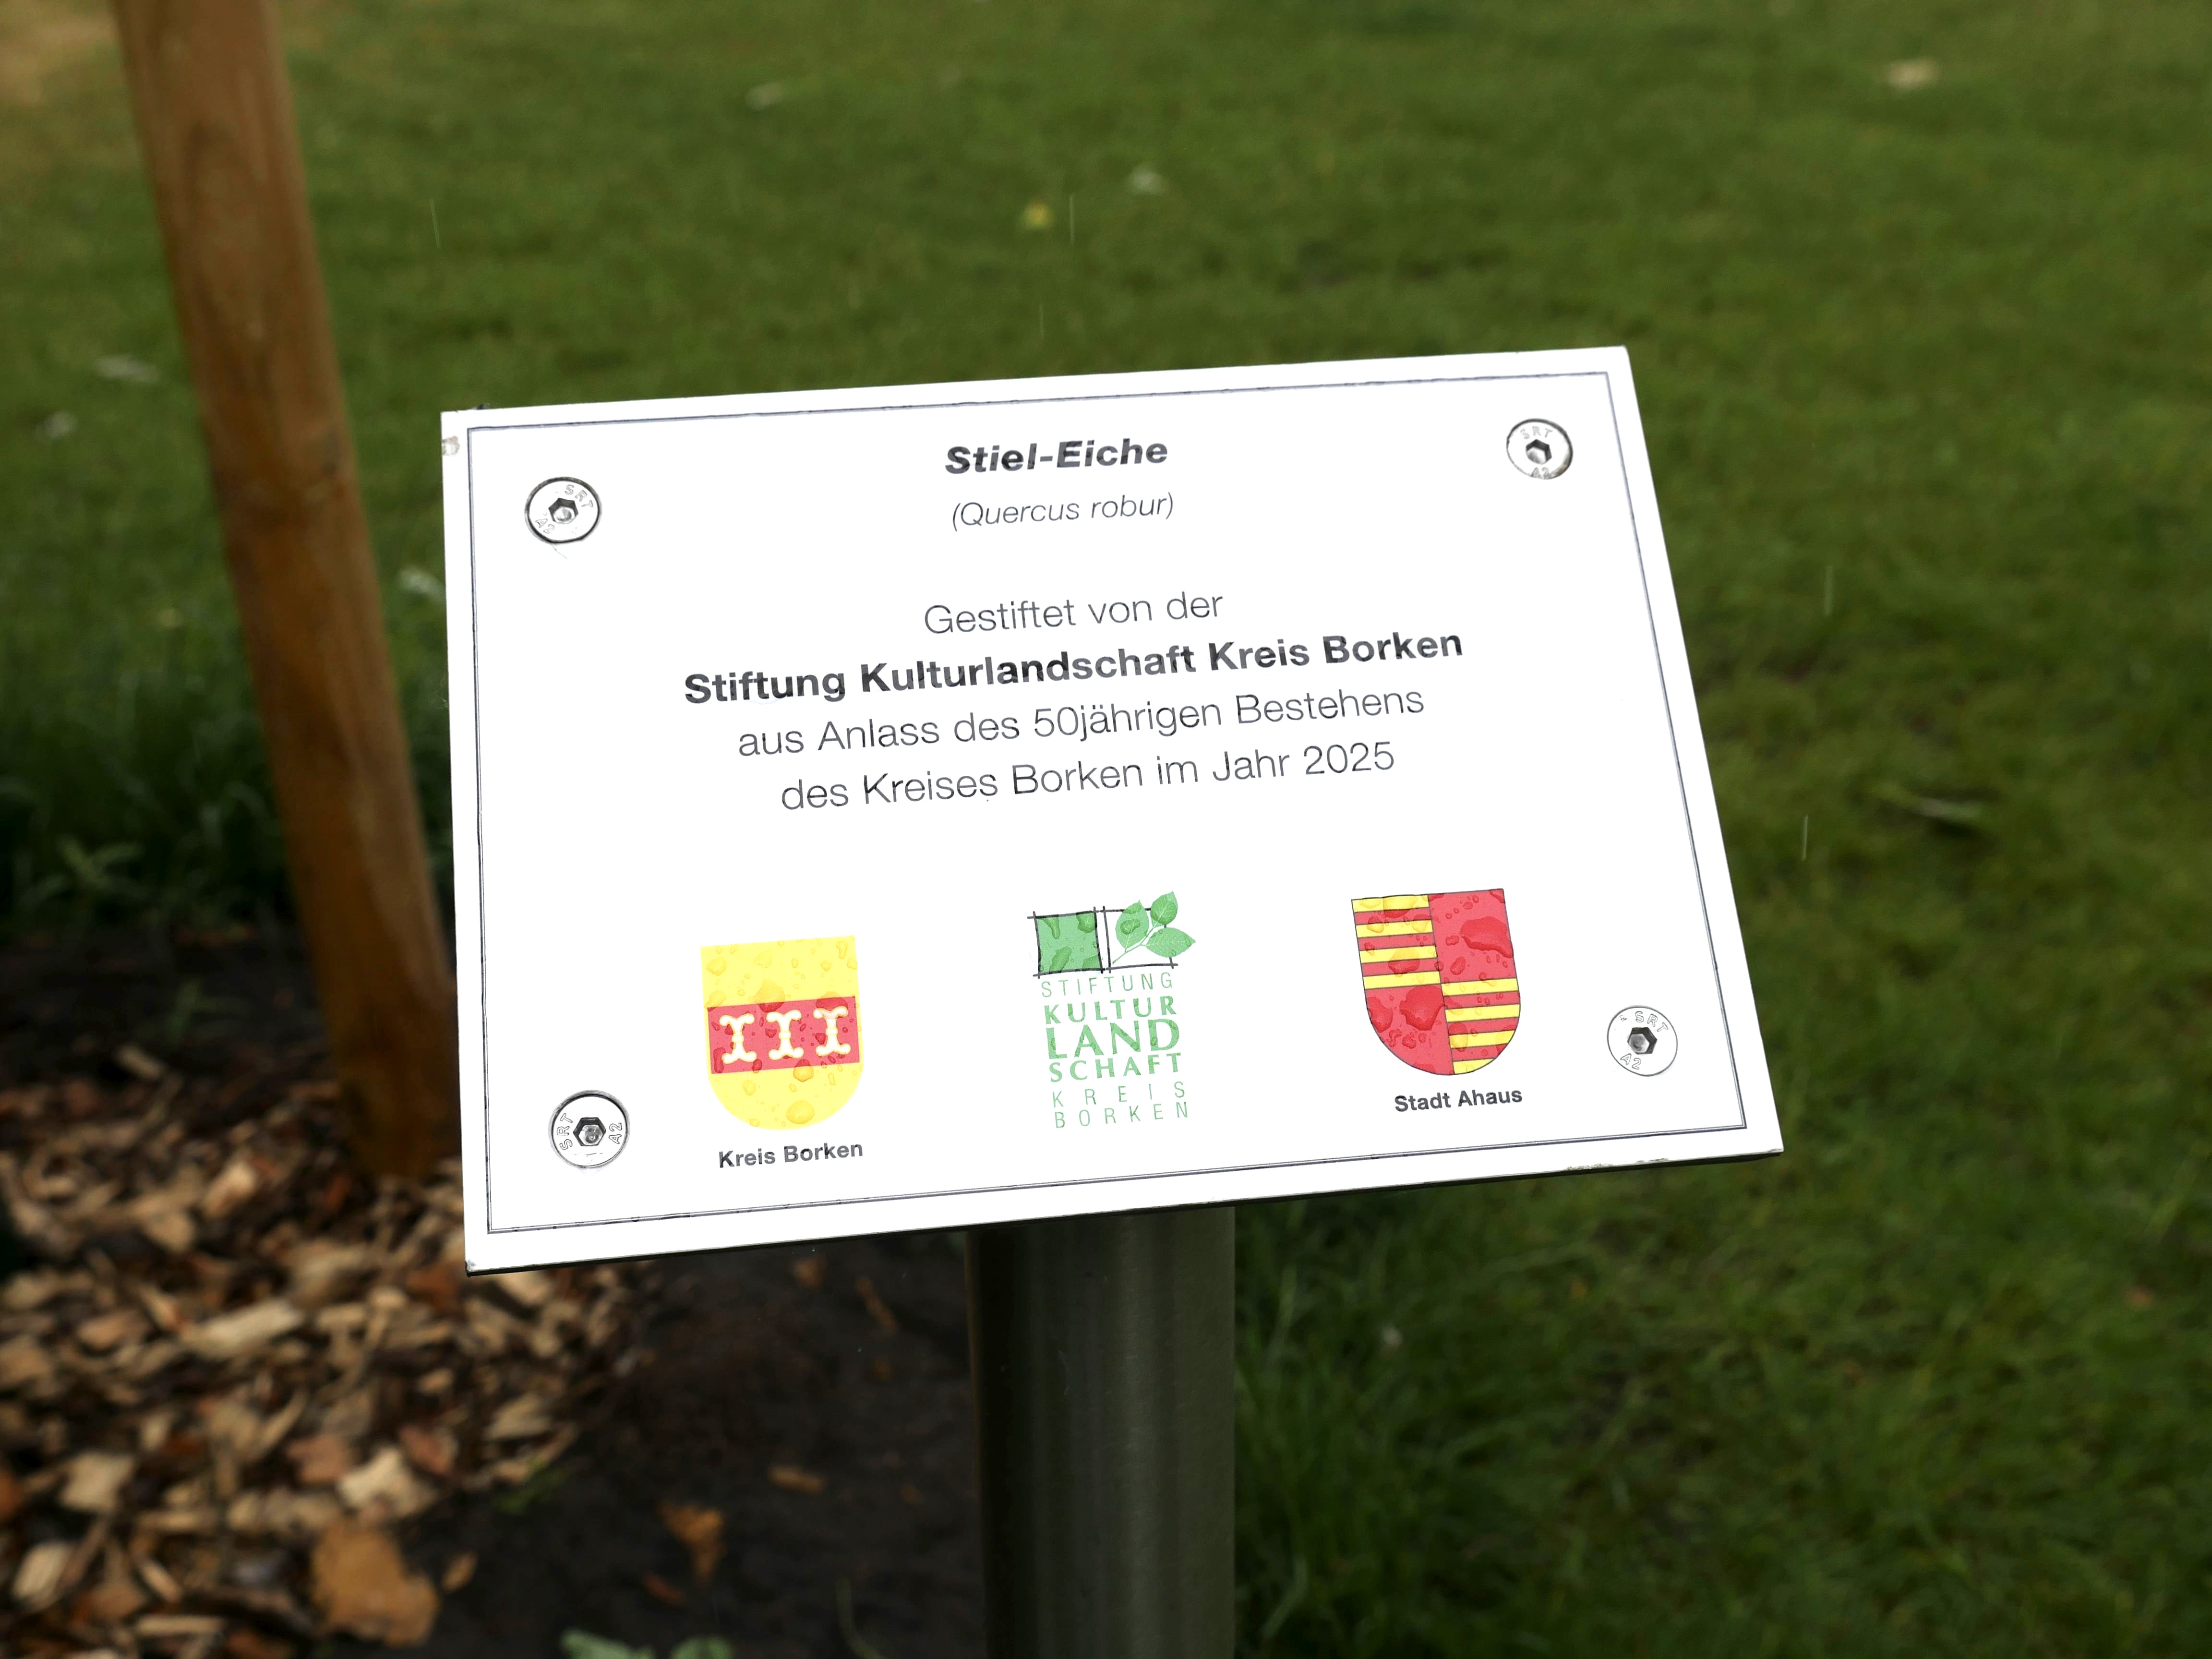 Stiel-Eiche
(Quercus robur)
Gestiftet von der
Stiftung Kulturlandschaft Kreis Borken
aus Anlass des 50jährigen Bestehens
des Kreises Borken im Jahr 2025
Kreis Borken
STIFTUNG
KULTUR
LAND
SCHAFT
KREIS
BORKEN
Stadt Ahaus
SRT
A2
SRT
A2
SRT
A2
SRT
A2